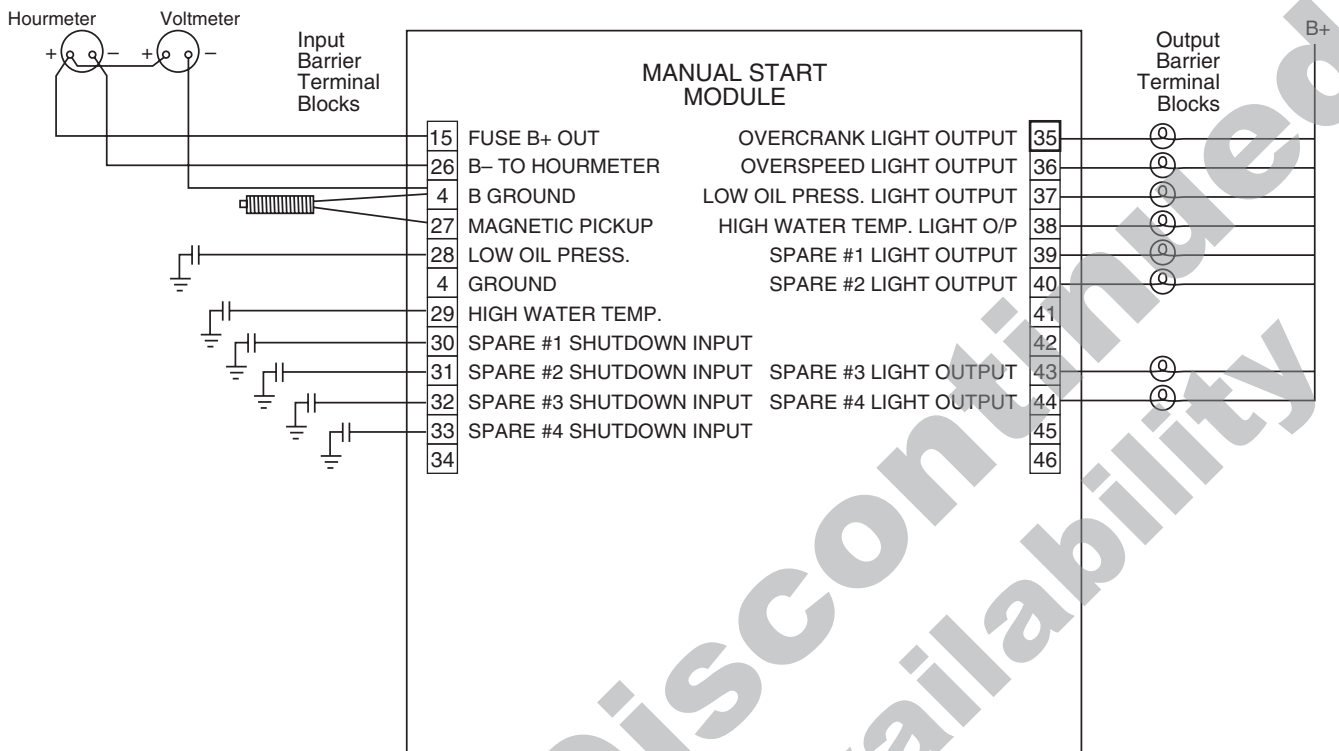 Hourmeter
Voltmeter
+ – + –
Input
Barrier
Terminal
Blocks
MANUAL START
MODULE
Output
Barrier
Terminal
Blocks
B+
15 FUSE B+ OUT OVERCRANK LIGHT OUTPUT 35
26 B– TO HOURMETER OVERSPEED LIGHT OUTPUT 36
4 B GROUND LOW OIL PRESS. LIGHT OUTPUT 37
27 MAGNETIC PICKUP HIGH WATER TEMP. LIGHT O/P 38
28 LOW OIL PRESS. SPARE #1 LIGHT OUTPUT 39
4 GROUND SPARE #2 LIGHT OUTPUT 40
29 HIGH WATER TEMP. 41
30 SPARE #1 SHUTDOWN INPUT 42
31 SPARE #2 SHUTDOWN INPUT SPARE #3 LIGHT OUTPUT 43
32 SPARE #3 SHUTDOWN INPUT SPARE #4 LIGHT OUTPUT 44
33 SPARE #4 SHUTDOWN INPUT 45
34 46
Discontinued
ailability